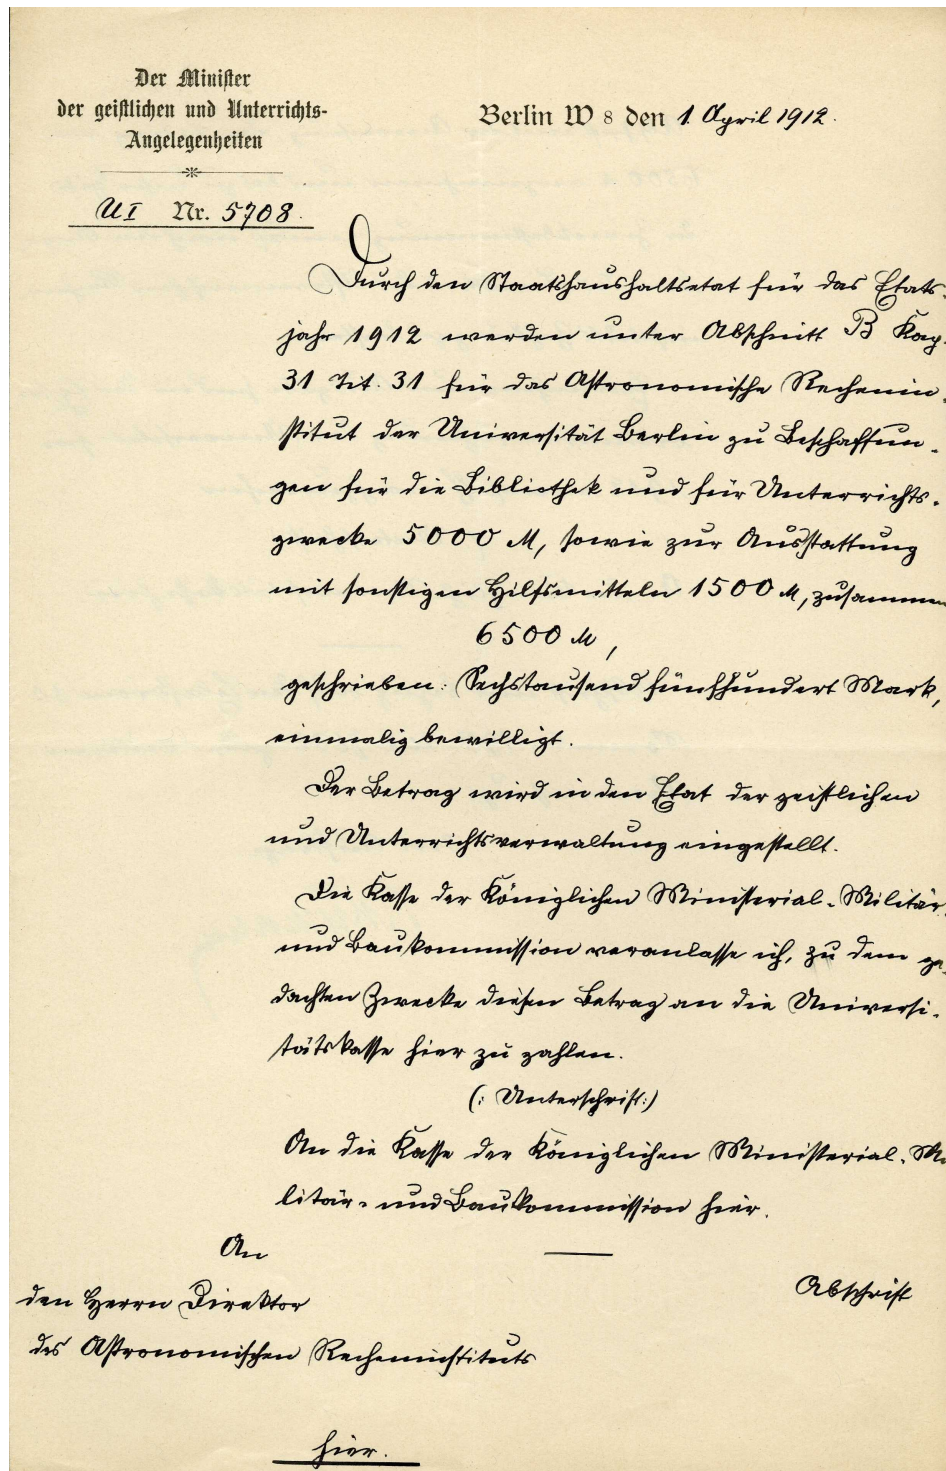 Der Minister
der geistlichen und Unterrichts-
Angelegenheiten
Berlin W 8 den 1. April 1912.
U I Nr. 5708.
Durch den Staatshaushaltsetat für das Etats-
jahr 1912 werden unter Abschnitt B Kap.
31 Tit. 31 für das Astronomische Rechenin-
stitut der Universität Berlin zu Beschaffun-
gen für die Bibliothek und für Unterrichts-
zwecke 5000 M, sowie zur Ausstattung
mit sonstigen Hilfsmitteln 1500 M, zusammen
6500 M,
geschrieben: Sechstausend fünfhundert Mark,
einmalig bewilligt.
Der Betrag wird in den Etat der geistlichen
und Unterrichtsverwaltung eingestellt.
Die Kasse der Königlichen Ministerial-Militär-
und Baukommission veranlasse ich, zu dem ge-
dachten Zwecke diesen Betrag an die Universi-
tätskasse hier zu zahlen.
(: Unterschrift:)
An die Kasse der Königlichen Ministerial-Mi
litär- und Baukommission hier.
An
den Herrn Direktor
des Astronomischen Recheninstituts
hier.
Abschrift